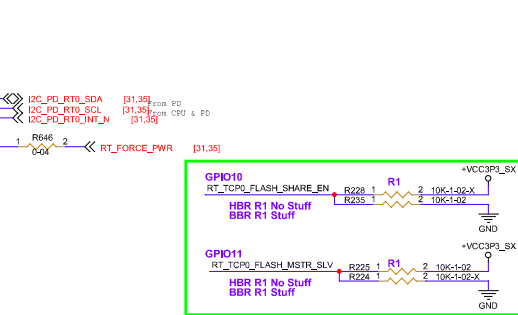 I2C_PD_RT0_SDA [31,35]
From PD
I2C_PD_RT0_SCL [31,35]
From CPU & PD
I2C_PD_RT0_INT_N [31,35]
R646
1 2
0-04
RT_FORCE_PWR [31,35]
GPIO10
+VCC3P3_SX
RT_TCP0_FLASH_SHARE_EN
R1
R228 1 2 10K-1-02-X
R235 1 2 10K-1-02
HBR R1 No Stuff
BBR R1 Stuff
GND
GPIO11
+VCC3P3_SX
RT_TCP0_FLASH_MSTR_SLV
R1
R225 1 2 10K-1-02
R224 1 2 10K-1-02-X
HBR R1 No Stuff
BBR R1 Stuff
GND